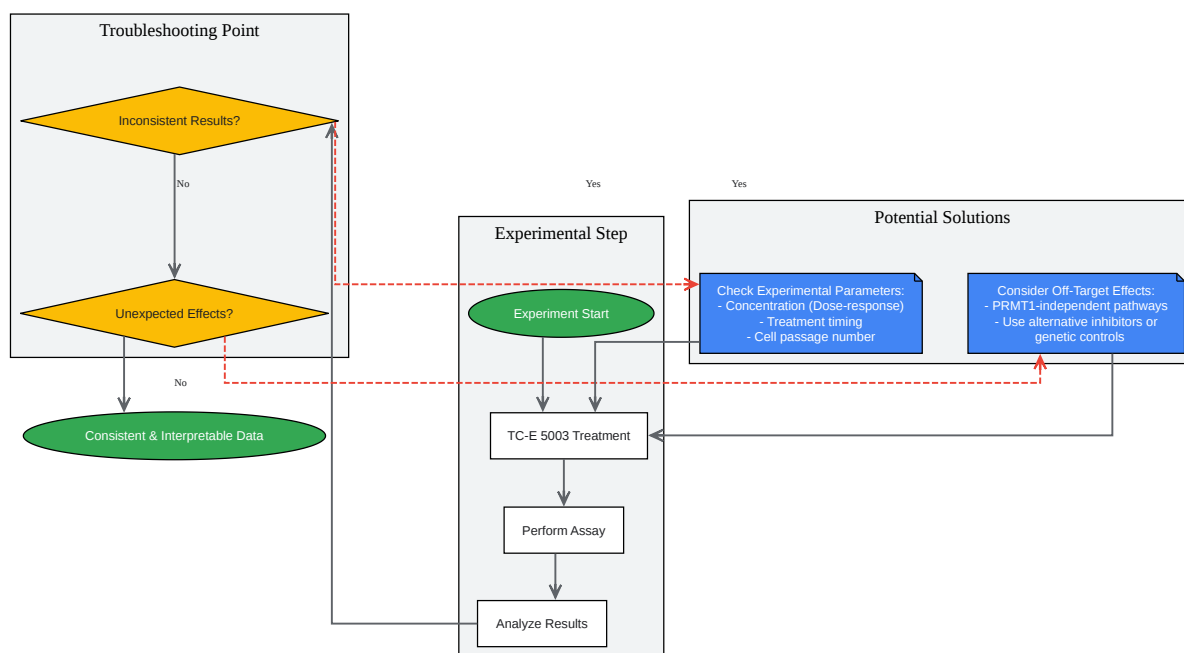 Troubleshooting Point
Inconsistent Results?
No
Unexpected Effects?
No
Consistent & Interpretable Data
Yes
Yes
Experimental Step
Experiment Start
TC-E 5003 Treatment
Perform Assay
Analyze Results
Potential Solutions
Check Experimental Parameters:
- Concentration (Dose-response)
- Treatment timing
- Cell passage number
Consider Off-Target Effects:
- PRMT1-independent pathways
- Use alternative inhibitors or
genetic controls